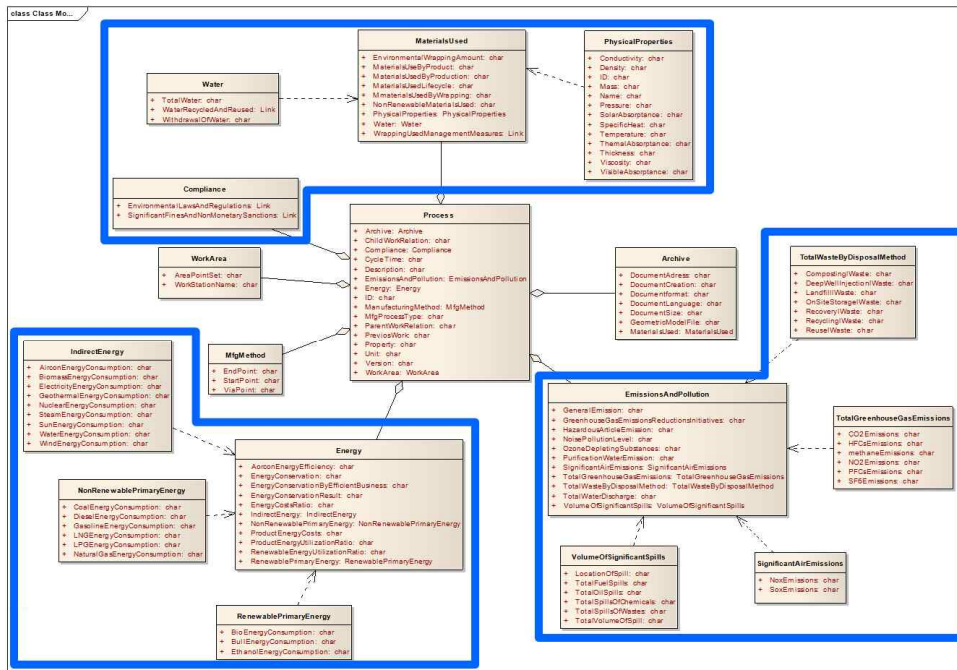 class Class Mo...
MaterialsUsed
+ EnvironmentalWrappingAmount: char
+ MaterialsUseByProduct: char
+ MaterialsUsedByProduction: char
+ MaterialsUsedLifecycle: char
+ MmaterialsUsedByWrapping: char
+ NonRenewableMaterialsUsed: char
+ PhysicalProperties: PhysicalProperties
+ Water: Water
+ WrappingUsedManagementMeasures: Link
PhysicalProperties
+ Conductivity: char
+ Density: char
+ ID: char
+ Mass: char
+ Name: char
+ Pressure: char
+ SolarAbsorptance: char
+ SpecificHeat: char
+ Temperature: char
+ ThemalAbsorptance: char
+ Thickness: char
+ Viscosity: char
+ VisibleAbsorptance: char
Water
+ TotalWater: char
+ WaterRecycledAndReused: Link
+ WithdrawalOfWater: char
Compliance
+ EnvironmentalLawsAndRegulations: Link
+ SignificantFinesAndNonMonetarySanctions: Link
Process
+ Archive: Archive
+ ChildWorkRelation: char
+ Compliance: Compliance
+ CycleTime: char
+ Description: char
+ EmissionsAndPollution: EmissionsAndPollution
+ Energy: Energy
+ ID: char
+ ManufacturingMethod: MfgMethod
+ MfgProcessType: char
+ ParentWorkRelation: char
+ PreviosWork: char
+ Property: char
+ Unit: char
+ Version: char
+ WorkArea: WorkArea
WorkArea
+ AreaPointSet: char
+ WorkStationName: char
Archive
+ DocumentAdress: char
+ DocumentCreation: char
+ Documentformat: char
+ DocumentLanguage: char
+ DocumentSize: char
+ GeometricModelFile: char
+ MaterialsUsed: MaterialsUsed
TotalWasteByDisposalMethod
+ CompostinglWaste: char
+ DeepWellInjectionlWaste: char
+ LandfilllWaste: char
+ OnSiteStoragelWaste: char
+ RecoverylWaste: char
+ RecyclinglWaste: char
+ ReuselWaste: char
MfgMethod
+ EndPoint: char
+ StartPoint: char
+ ViaPoint: char
IndirectEnergy
+ AirconEnergyConsumption: char
+ BiomassEnergyConsumption: char
+ ElectricityEnergyConsumption: char
+ GeothermalEnergyConsumption: char
+ NuclearEnergyConsumption: char
+ SteamEnergyConsumption: char
+ SunEnergyConsumption: char
+ WaterEnergyConsumption: char
+ WindEnergyConsumption: char
EmissionsAndPollution
+ GeneralEmission: char
+ GreenhouseGasEmissionsReductionsInitiatives: char
+ HazardousArticleEmission: char
+ NoisePollutionLevel: char
+ OzoneDepletingSubstances: char
+ PurificationWaterEmission: char
+ SignificantAirEmissions: SignificantAirEmissions
+ TotalGreenhouseGasEmissions: TotalGreenhouseGasEmissions
+ TotalWasteByDisposalMethod: TotalWasteByDisposalMethod
+ TotalWaterDischarge: char
+ VolumeOfSignificantSpills: VolumeOfSignificantSpills
TotalGreenhouseGasEmissions
+ CO2Emissions: char
+ HFCsEmissions: char
+ methaneEmissions: char
+ NO2Emissions: char
+ PFCsEmissions: char
+ SF6Emissions: char
Energy
+ AorconEnergyEfficiency: char
+ EnergyConservation: char
+ EnergyConservationByEfficientBusiness: char
+ EnergyConservationResult: char
+ EnergyCostsRatio: char
+ IndirectEnergy: IndirectEnergy
+ NonRenewablePrimaryEnergy: NonRenewablePrimaryEnergy
+ ProductEnergyCosts: char
+ ProductEnergyUtilizationRatio: char
+ RenewableEnergyUtilizationRatio: char
+ RenewablePrimaryEnergy: RenewablePrimaryEnergy
NonRenewablePrimaryEnergy
+ CoalEnergyConsumption: char
+ DieselEnergyConsumption: char
+ GasolineEnergyConsumption: char
+ LNGEnergyConsumption: char
+ LPGEnergyConsumption: char
+ NaturalGasEnergyConsumption: char
VolumeOfSignificantSpills
+ LocationOfSpill: char
+ TotalFuelSpills: char
+ TotalOilSpills: char
+ TotalSpillsOfChemicals: char
+ TotalSpillsOfWastes: char
+ TotalVolumeOfSpill: char
SignificantAirEmissions
+ NoxEmissions: char
+ SoxEmissions: char
RenewablePrimaryEnergy
+ BioEnergyConsumption: char
+ BullEnergyConsumption: char
+ EthanolEnergyConsumption: char